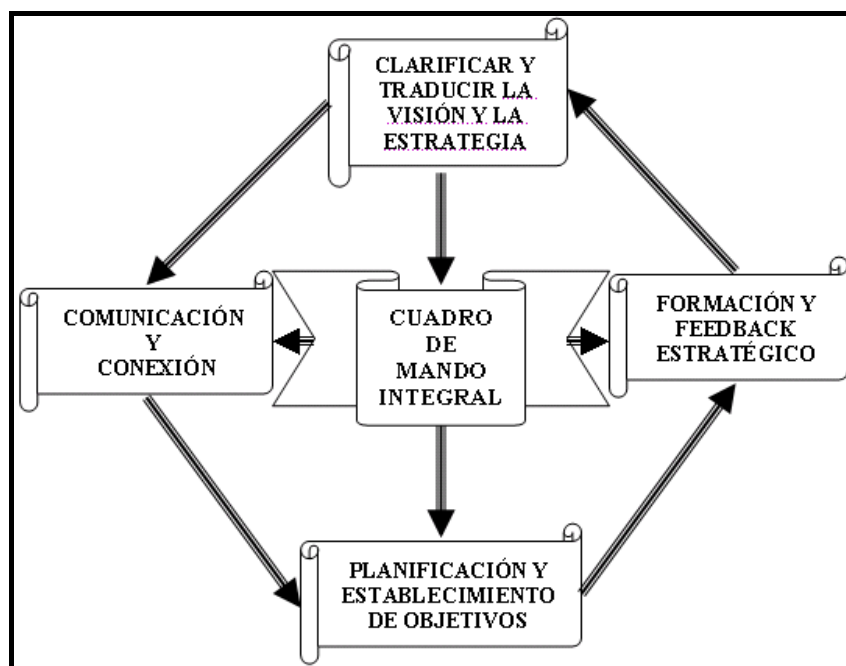 CLARIFICAR Y
TRADUCIR LA
VISIÓN Y LA
ESTRATEGIA
COMUNICACIÓN
Y
CONEXIÓN
CUADRO
DE
MANDO
INTEGRAL
FORMACIÓN Y
FEEDBACK
ESTRATÉGICO
PLANIFICACIÓN Y
ESTABLECIMIENTO
DE OBJETIVOS